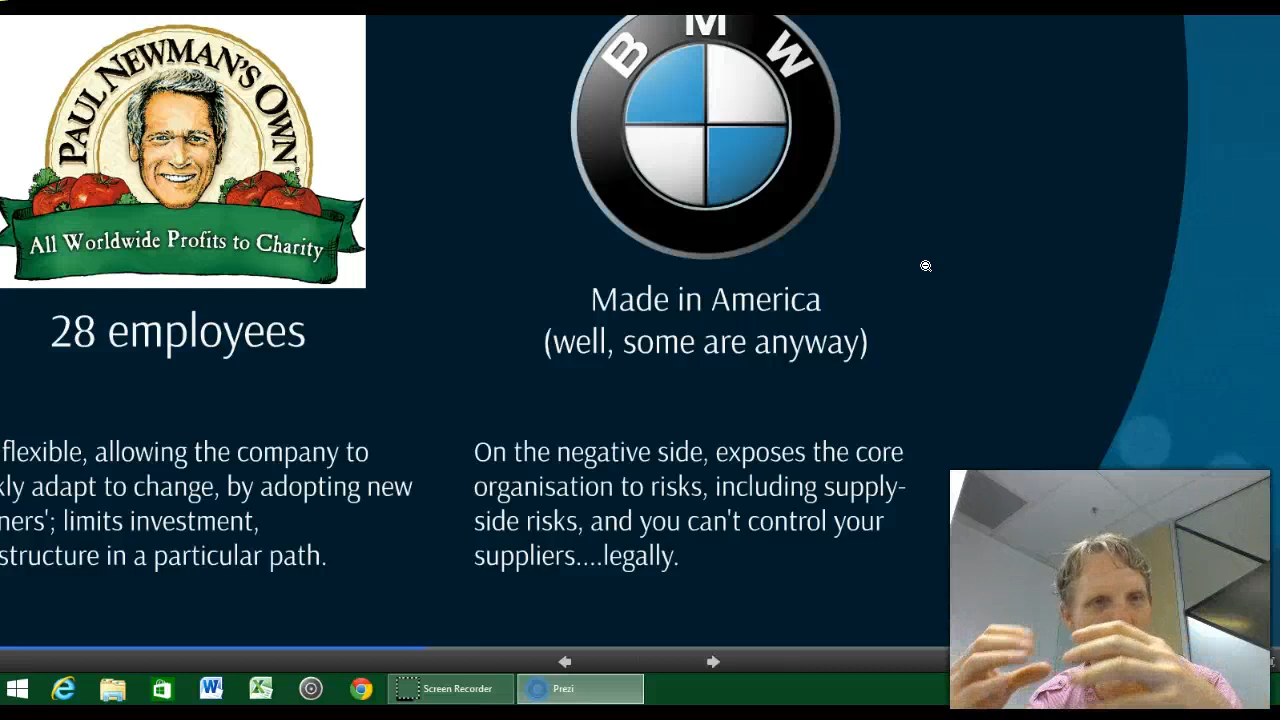 PAUL NEWMAN'S OWN
All Worldwide Profits to Charity
28 employees
flexible, allowing the company to
kly adapt to change, by adopting new
ners'; limits investment,
structure in a particular path.
BMW
Made in America
(well, some are anyway)
On the negative side, exposes the core
organisation to risks, including supply-
side risks, and you can't control your
suppliers....legally.
Screen Recorder
Prezi